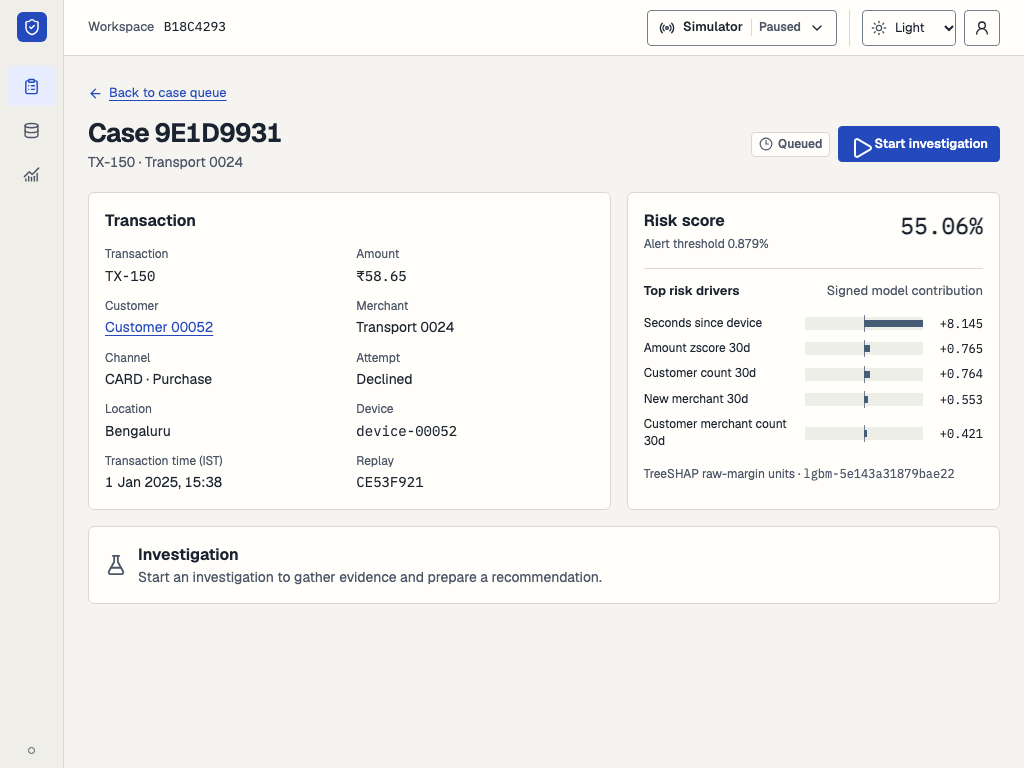 Workspace B18C4293
Simulator Paused
Light
Back to case queue
Case 9E1D9931
TX-150 · Transport 0024
Queued
Start investigation
Transaction
Transaction
TX-150
Amount
₹58.65
Customer
Customer 00052
Merchant
Transport 0024
Channel
CARD · Purchase
Attempt
Declined
Location
Bengaluru
Device
device-00052
Transaction time (IST)
1 Jan 2025, 15:38
Replay
CE53F921
Risk score
55.06%
Alert threshold 0.879%
Top risk drivers
Signed model contribution
Seconds since device +8.145
Amount zscore 30d +0.765
Customer count 30d +0.764
New merchant 30d +0.553
Customer merchant count
30d
+0.421
TreeSHAP raw-margin units · lgbm-5e143a31879bae22
Investigation
Start an investigation to gather evidence and prepare a recommendation.